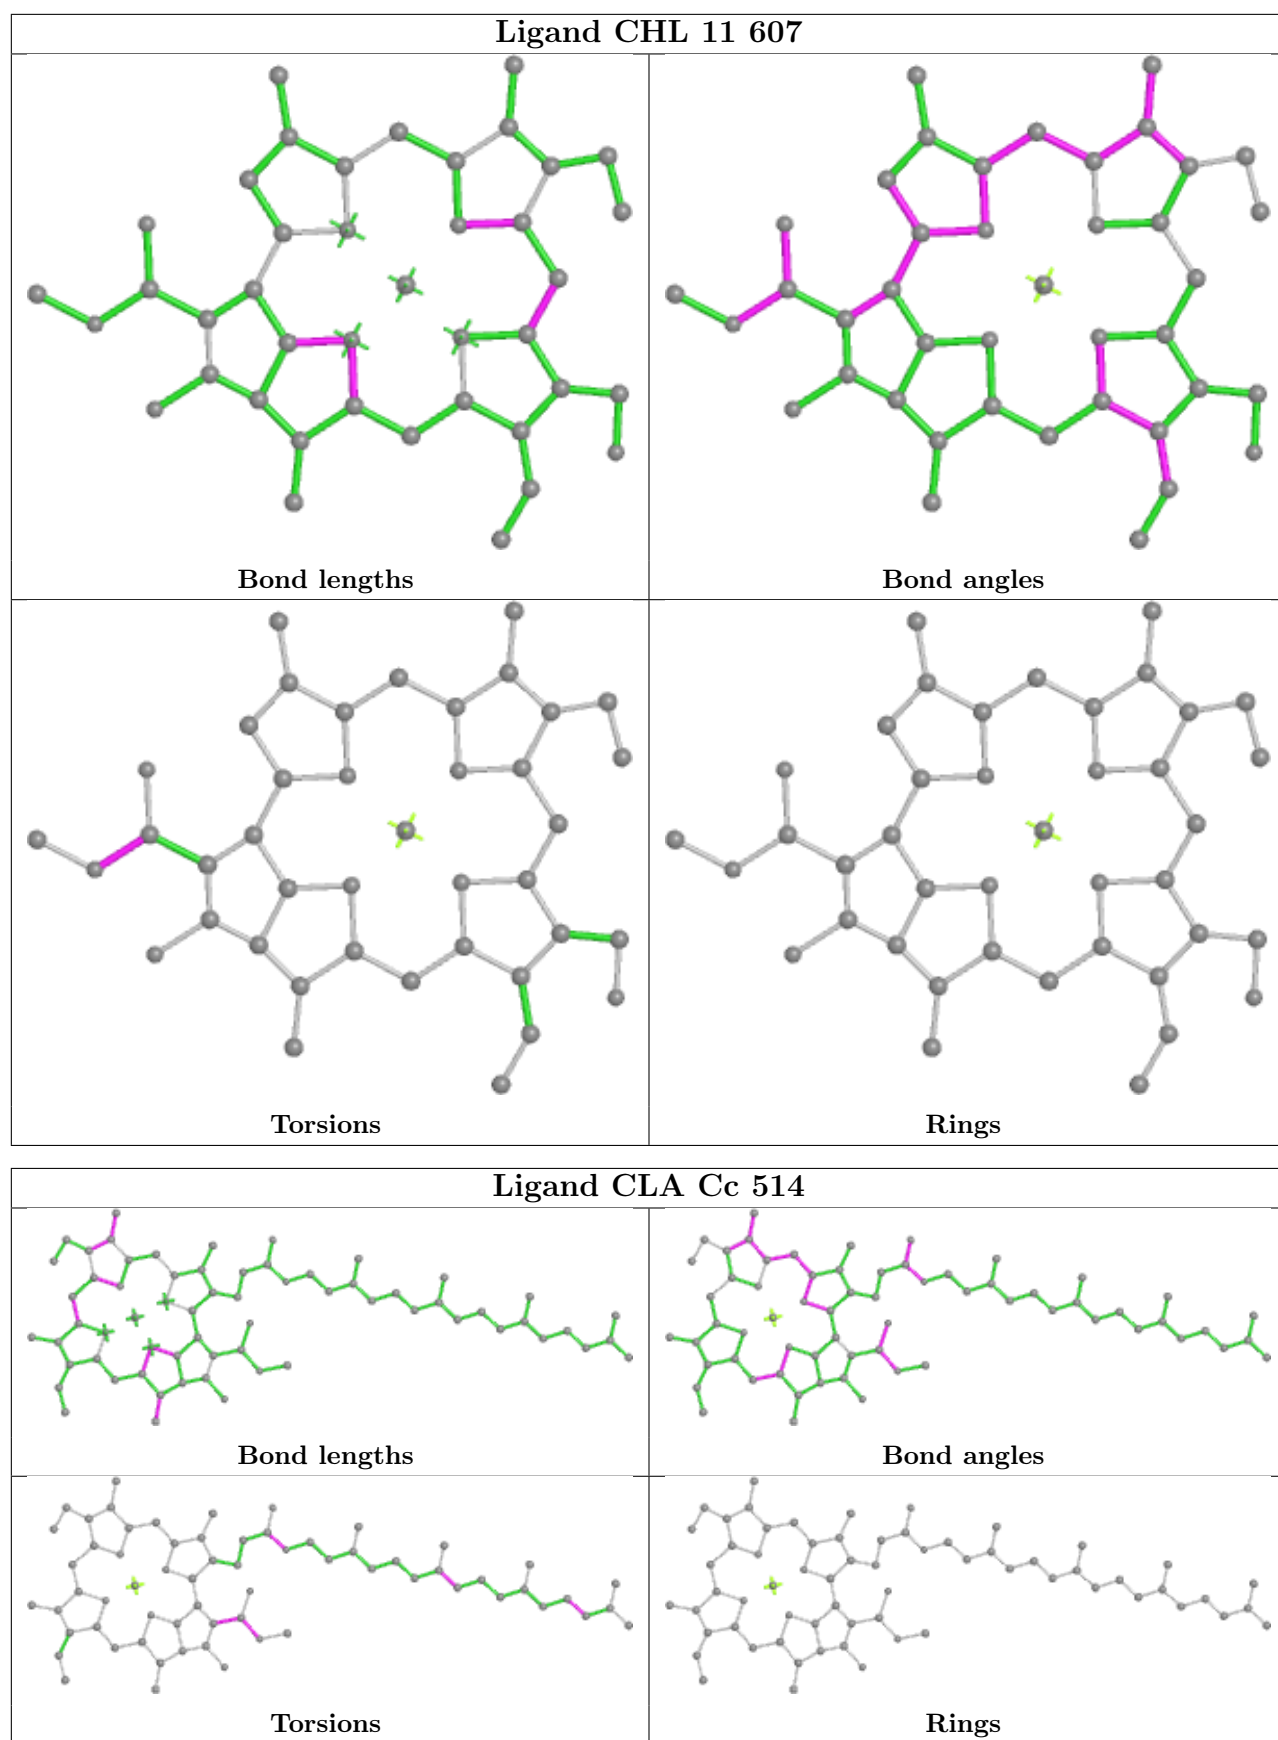 Ligand CHL 11 607
Bond lengths
Bond angles
Torsions
Rings
Ligand CLA Cc 514
Bond lengths
Bond angles
Torsions
Rings